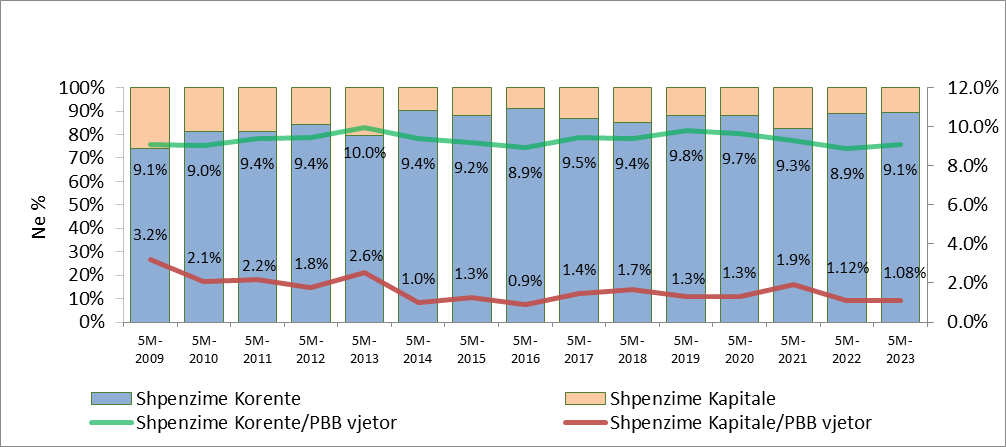 100%
90%
80%
70%
60%
50%
40%
30%
20%
10%
0%
Ne %
12.0%
10.0%
8.0%
6.0%
4.0%
2.0%
0.0%
9.1% 9.0% 9.4% 9.4% 10.0% 9.4% 9.2% 8.9% 9.5% 9.4% 9.8% 9.7% 9.3% 8.9% 9.1%
3.2% 2.1% 2.2% 1.8% 2.6% 1.0% 1.3% 0.9% 1.4% 1.7% 1.3% 1.3% 1.9% 1.12% 1.08%
5M- 5M- 5M- 5M- 5M- 5M- 5M- 5M- 5M- 5M- 5M- 5M- 5M- 5M- 5M-
2009 2010 2011 2012 2013 2014 2015 2016 2017 2018 2019 2020 2021 2022 2023
Shpenzime Korente
Shpenzime Kapitale
Shpenzime Korente/PBB vjetor
Shpenzime Kapitale/PBB vjetor